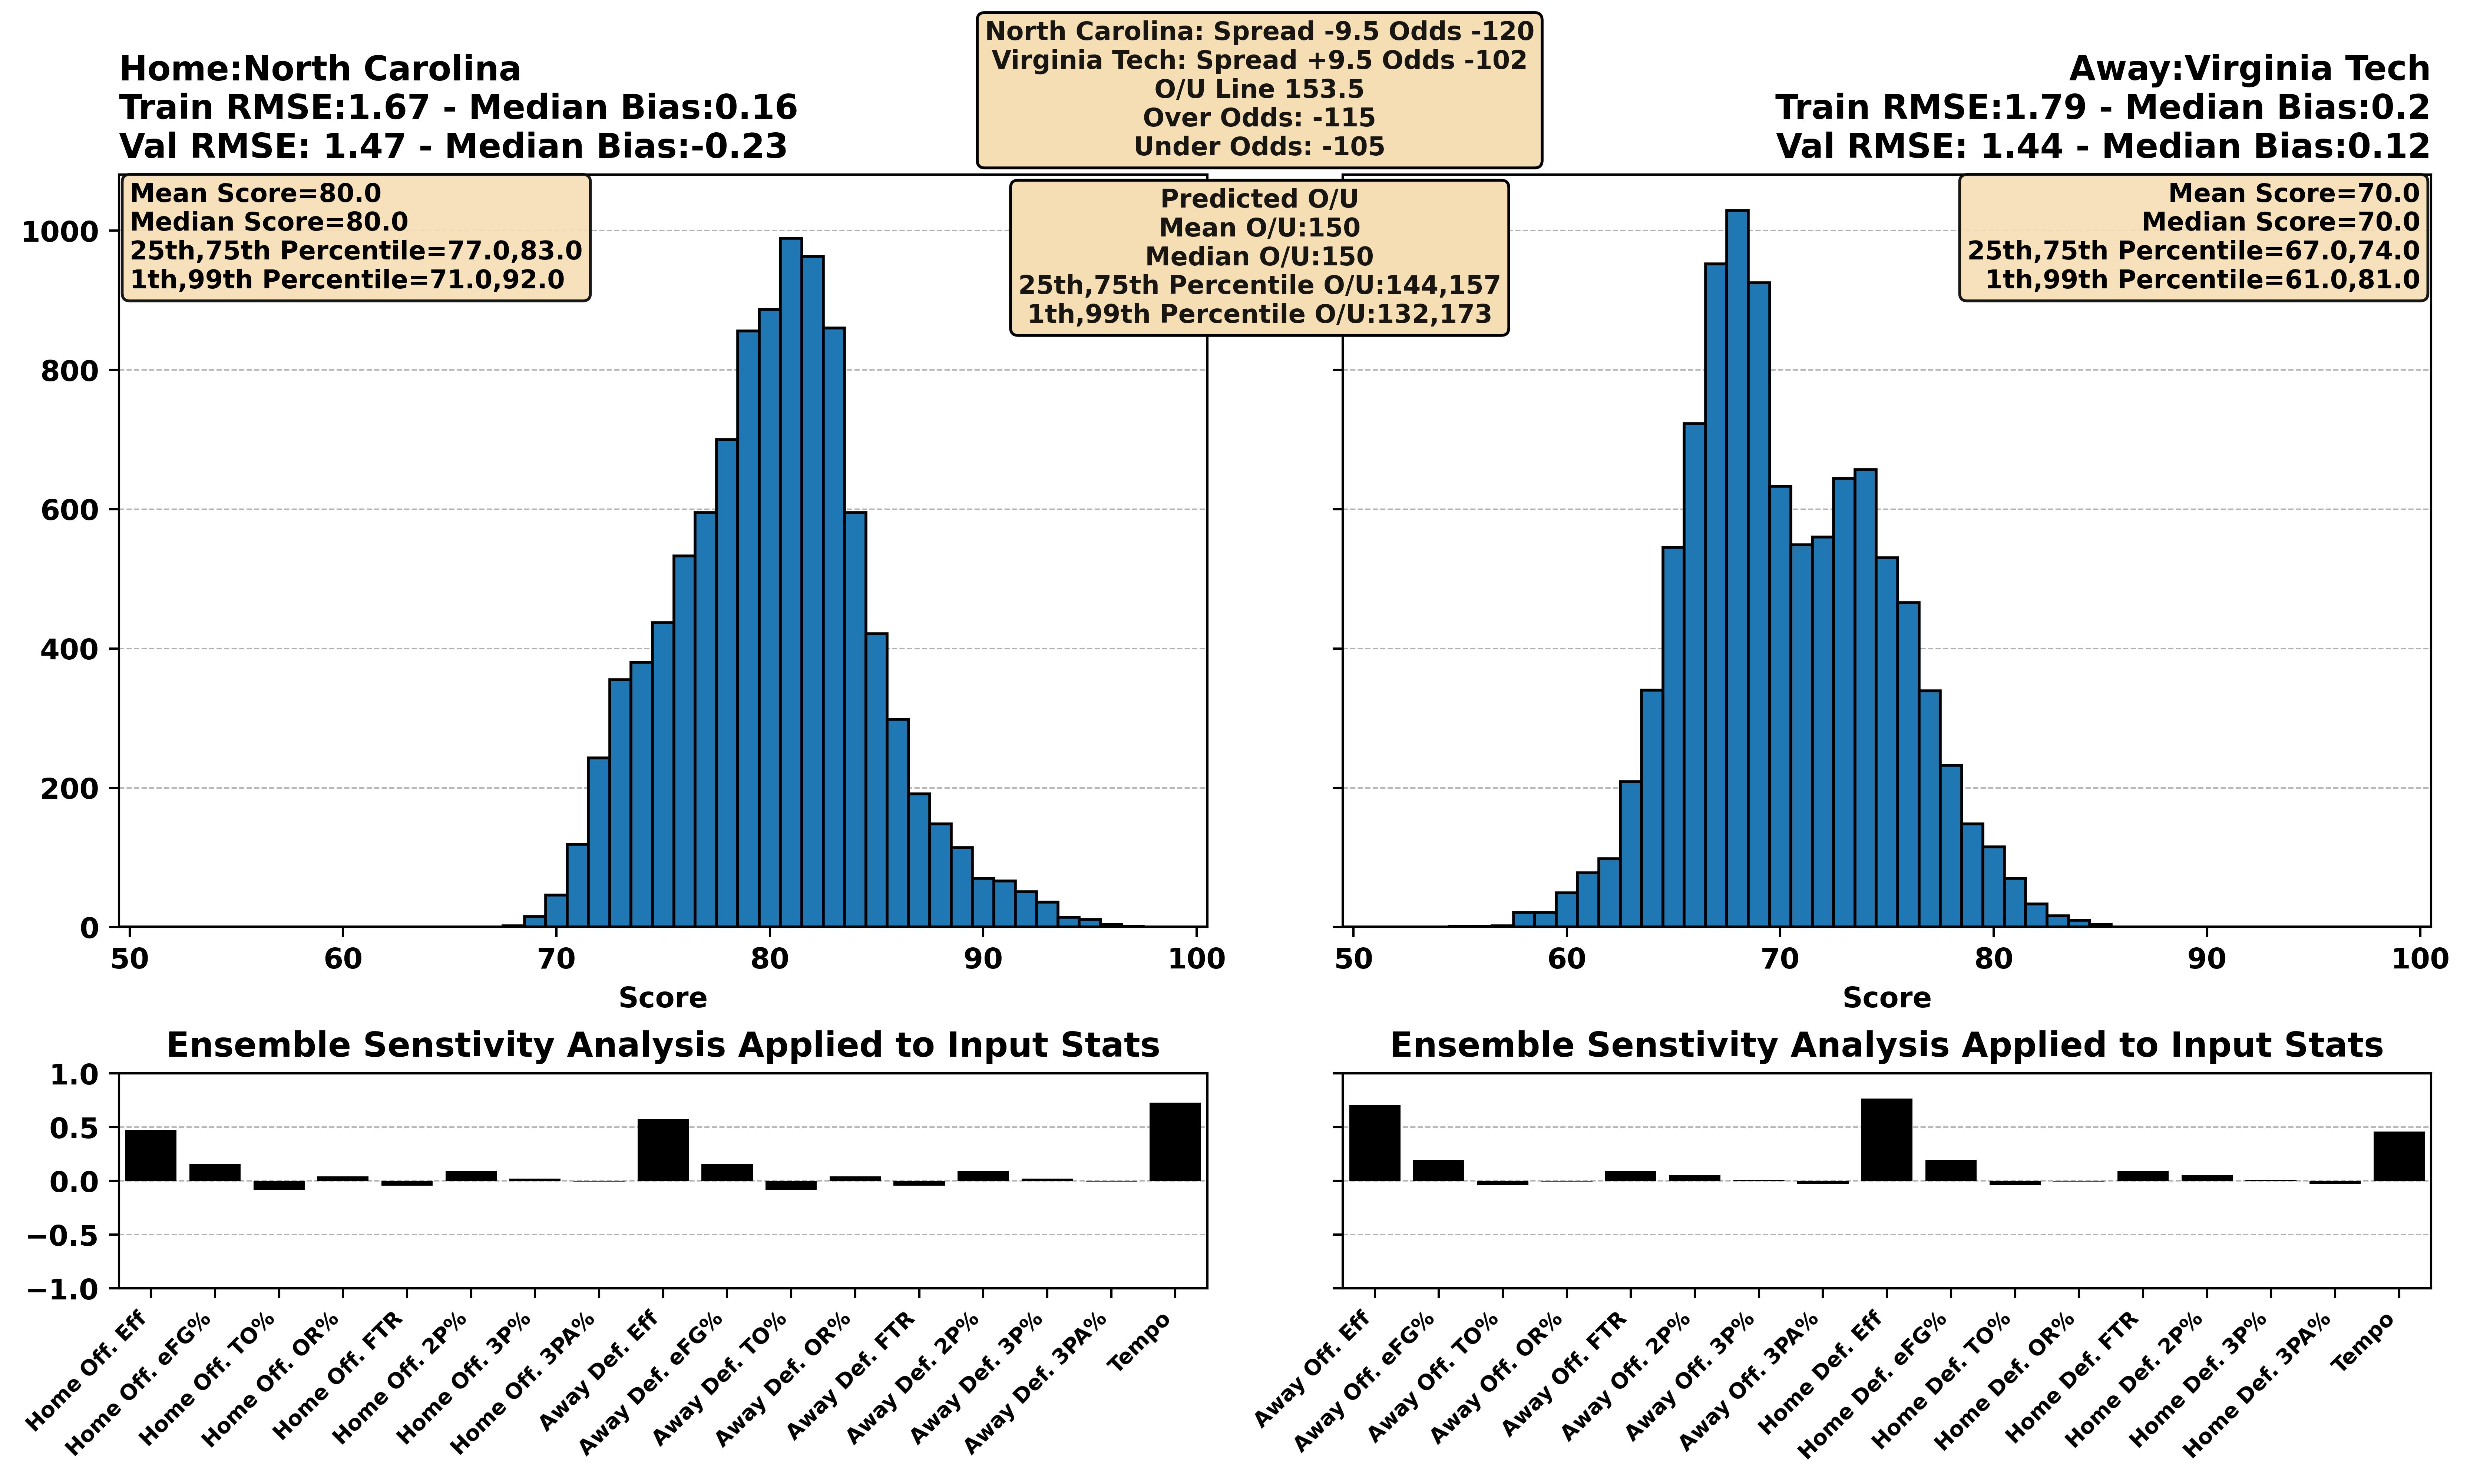 North Carolina: Spread -9.5 Odds -120
Virginia Tech: Spread +9.5 Odds -102
O/U Line 153.5
Over Odds: -115
Under Odds: -105
Home:North Carolina
Train RMSE:1.67 - Median Bias:0.16
Val RMSE: 1.47 - Median Bias:-0.23
Away:Virginia Tech
Train RMSE:1.79 - Median Bias:0.2
Val RMSE: 1.44 - Median Bias:0.12
Mean Score=80.0
Median Score=80.0
25th,75th Percentile=77.0,83.0
1th,99th Percentile=71.0,92.0
Predicted O/U
Mean O/U:150
Median O/U:150
25th,75th Percentile O/U:144,157
1th,99th Percentile O/U:132,173
Mean Score=70.0
Median Score=70.0
25th,75th Percentile=67.0,74.0
1th,99th Percentile=61.0,81.0
1000
800
600
400
200
0
50 60 70 80 90 100
Score
50 60 70 80 90 100
Score
Ensemble Senstivity Analysis Applied to Input Stats
1.0
0.5
0.0
−0.5
−1.0
Home Off. Eff
Home Off. eFG%
Home Off. TO%
Home Off. OR%
Home Off. FTR
Home Off. 2P%
Home Off. 3P%
Home Off. 3PA%
Away Def. Eff
Away Def. eFG%
Away Def. TO%
Away Def. OR%
Away Def. FTR
Away Def. 2P%
Away Def. 3P%
Away Def. 3PA%
Tempo
Ensemble Senstivity Analysis Applied to Input Stats
Away Off. Eff
Away Off. eFG%
Away Off. TO%
Away Off. OR%
Away Off. FTR
Away Off. 2P%
Away Off. 3P%
Away Off. 3PA%
Home Def. Eff
Home Def. eFG%
Home Def. TO%
Home Def. OR%
Home Def. FTR
Home Def. 2P%
Home Def. 3P%
Home Def. 3PA%
Tempo